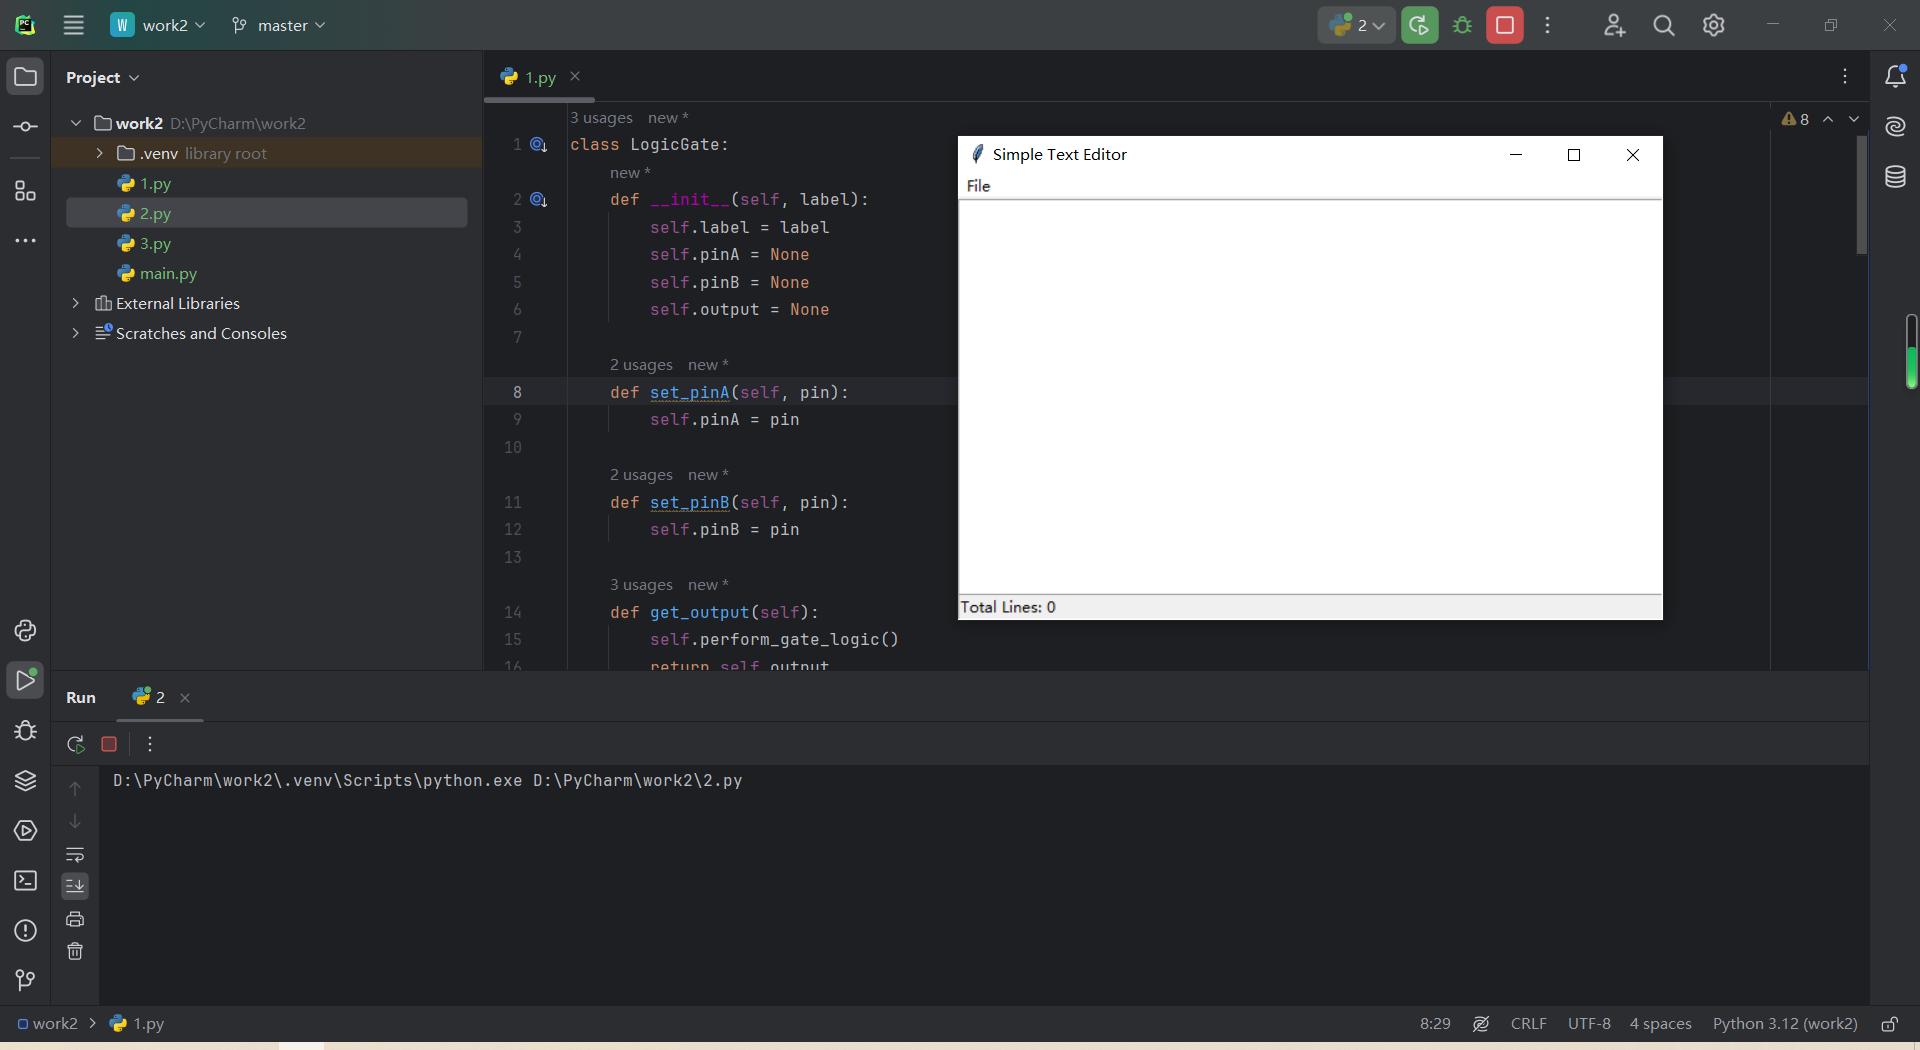 W work2 master 2
Project
work2 D:\PyCharm\work2
.venv library root
1.py
2.py
3.py
main.py
External Libraries
Scratches and Consoles
1.py
8
3 usages new *
1 class LogicGate:
new *
2 def __init__(self, label):
3 self.label = label
4 self.pinA = None
5 self.pinB = None
6 self.output = None
7
2 usages new *
8 def set_pinA(self, pin):
9 self.pinA = pin
10
2 usages new *
11 def set_pinB(self, pin):
12 self.pinB = pin
13
3 usages new *
14 def get_output(self):
15 self.perform_gate_logic()
16 return self.output
Simple Text Editor
File
Total Lines: 0
Run 2
D:\PyCharm\work2\.venv\Scripts\python.exe D:\PyCharm\work2\2.py
work2 > 1.py
8:29 CRLF UTF-8 4 spaces Python 3.12 (work2)